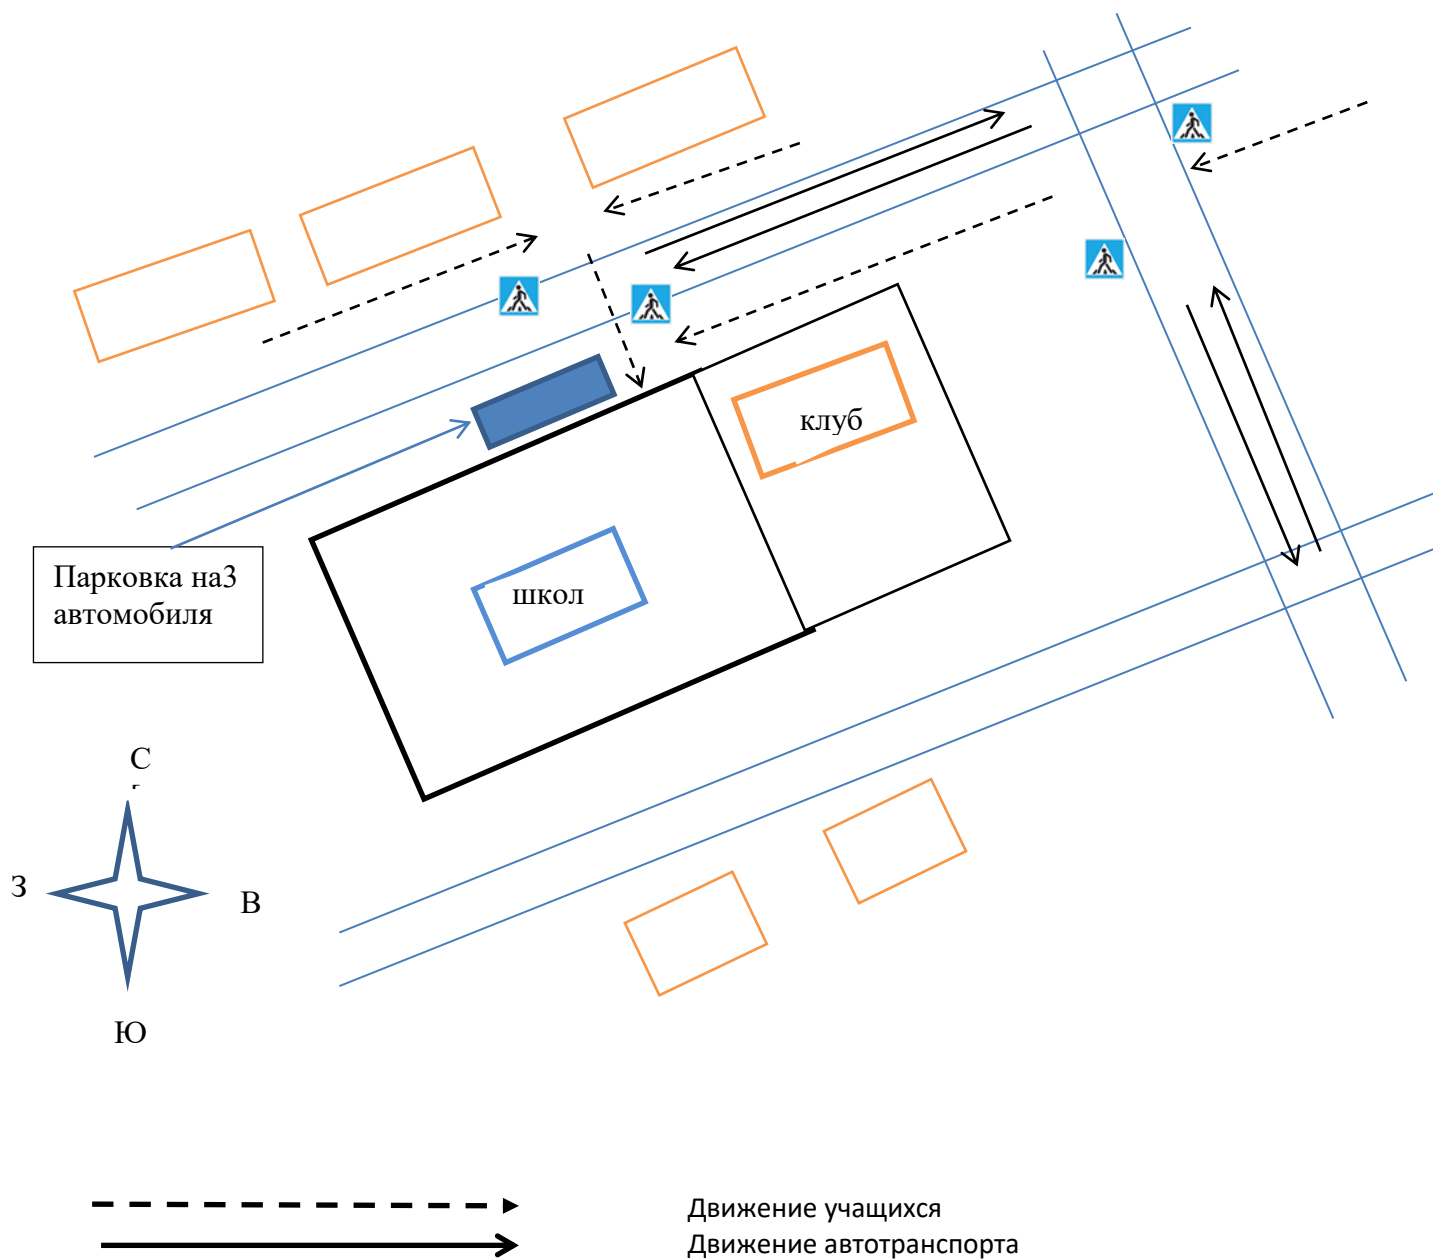 клуб
Парковка на3
автомобиля
школ
С
З
В
Ю
Движение учащихся
Движение автотранспорта